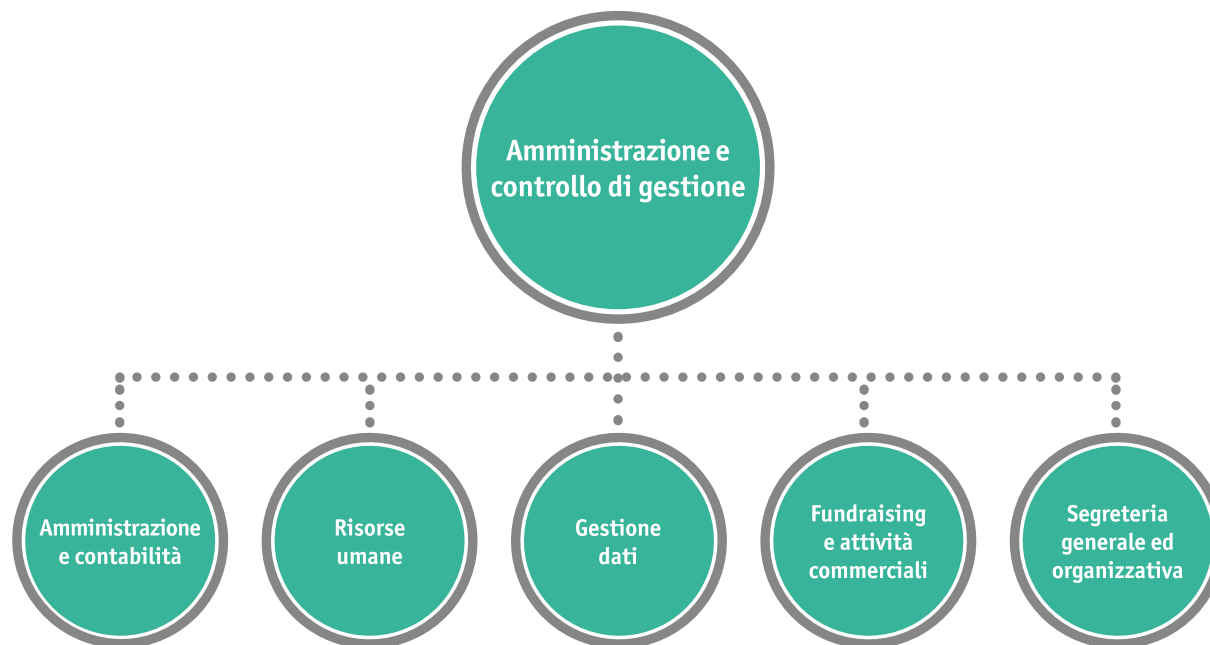 Amministrazione e
controllo di gestione
Amministrazione
e contabilità
Risorse
umane
Gestione
dati
Fundraising
e attività
commerciali
Segreteria
generale ed
organizzativa